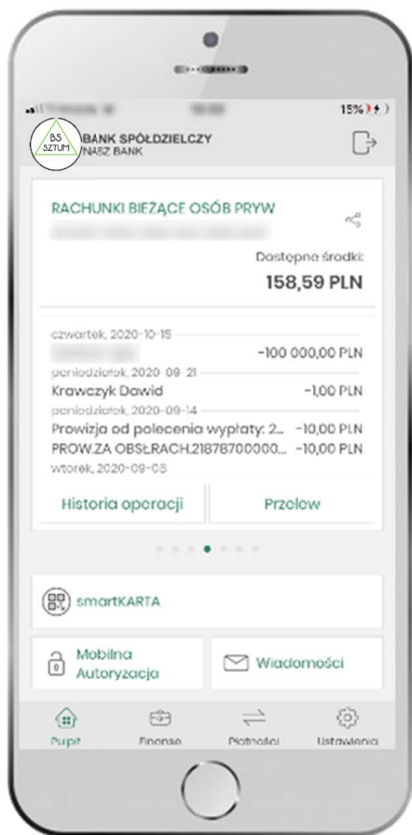 15%
BS
SZTUM
BANK SPÓŁDZIELCZY
NASZ BANK
RACHUNKI BIEŻĄCE OSÓB PRYW
Dostępne środki:
158,59 PLN
czwartek, 2020-10-15
-100 000,00 PLN
poniedziałek, 2020-09-21
Krawczyk Dawid -1,00 PLN
poniedziałek, 2020-09-14
Prowizja od polecenia wypłaty: 2... -10,00 PLN
PROW.ZA OBSŁ.RACH.21878700000... -10,00 PLN
wtorek, 2020-09-08
Historia operacji Przelew
smartKARTA
Mobilna
Autoryzacja
Wiadomości
Pulpit Finanse Płatności Ustawienia